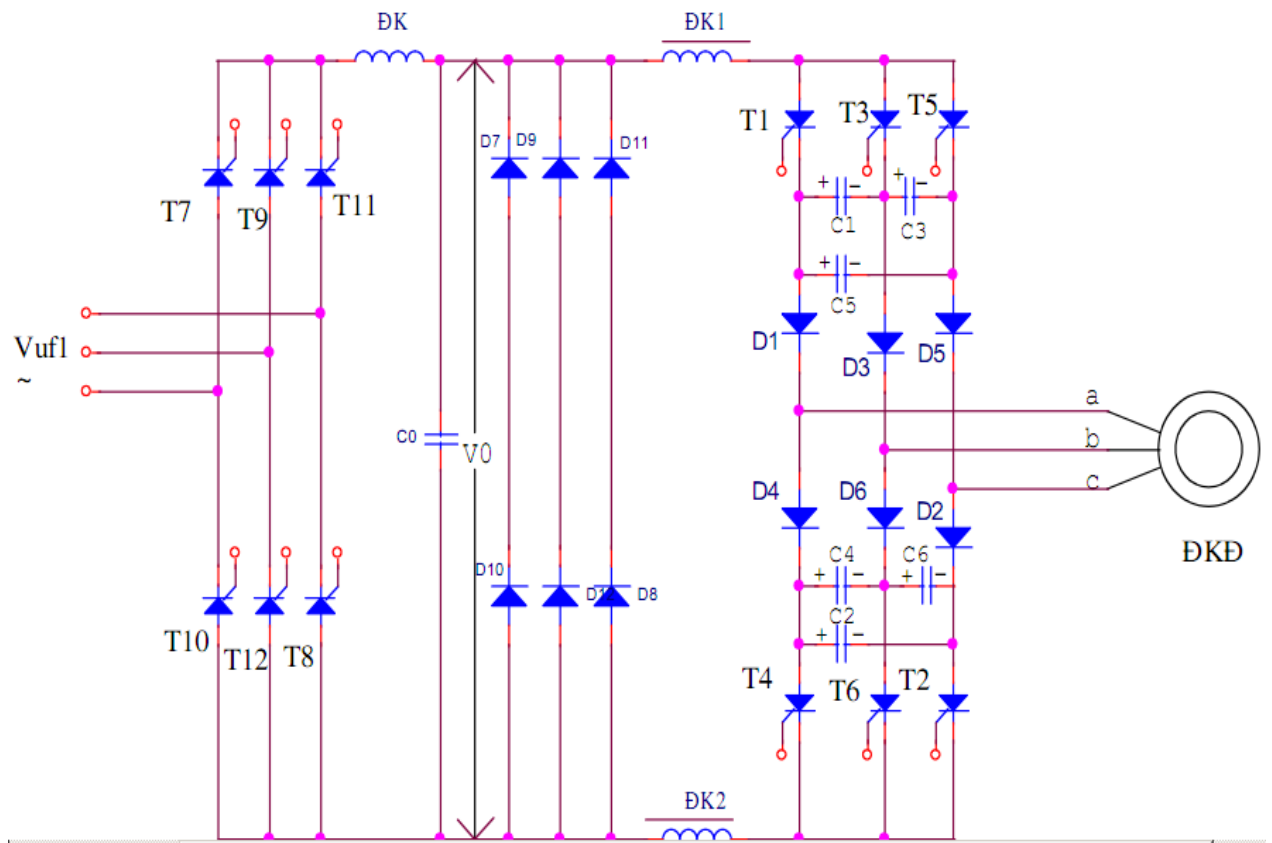 ĐK
ĐK1
T1
T3
T5
D7
D9
D11
T7
T9
T11
+
−
+
−
C1
C3
+
−
C5
Vuf1
~
D1
D3
D5
a
b
c
C0
V0
D4
D6
D2
ĐKĐ
C4
C6
+
−
+
−
D10
D8
C2
+
−
T10
T12
T8
T4
T6
T2
ĐK2